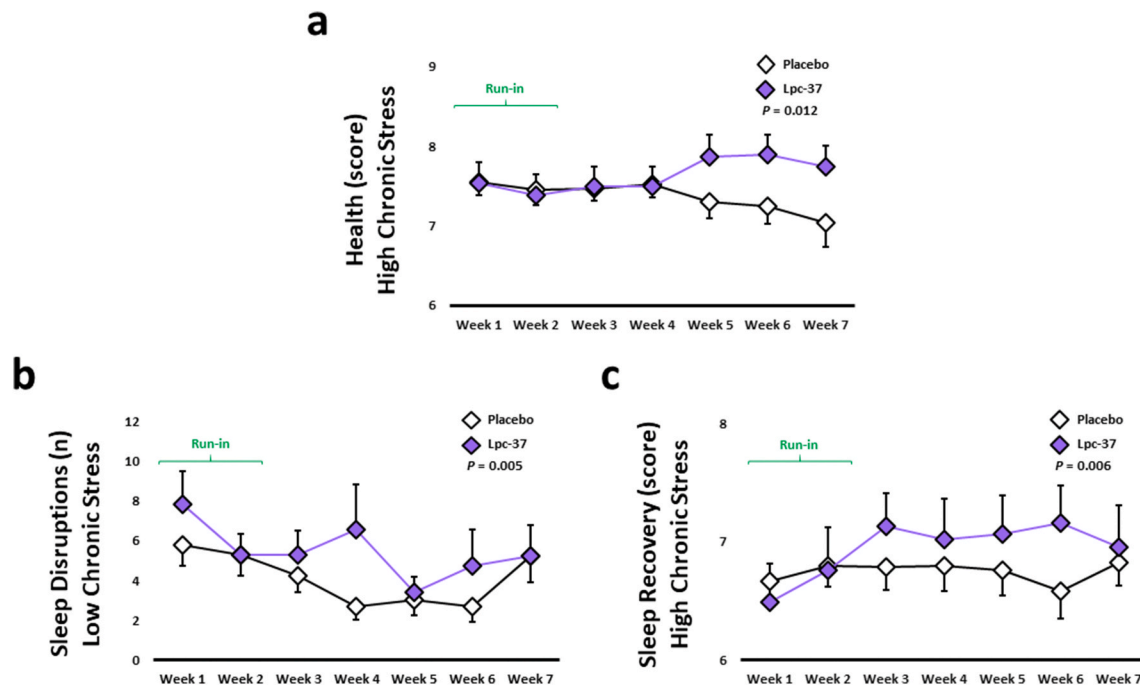 a
Health (score)
High Chronic Stress
9
8
7
6
Run-in
Placebo
Lpc-37
P = 0.012
Week 1 Week 2 Week 3 Week 4 Week 5 Week 6 Week 7
b
Sleep Disruptions (n)
Low Chronic Stress
12
10
8
6
4
2
0
Run-in
Placebo
Lpc-37
P = 0.005
Week 1 Week 2 Week 3 Week 4 Week 5 Week 6 Week 7
c
Sleep Recovery (score)
High Chronic Stress
8
7
6
Run-in
Placebo
Lpc-37
P = 0.006
Week 1 Week 2 Week 3 Week 4 Week 5 Week 6 Week 7